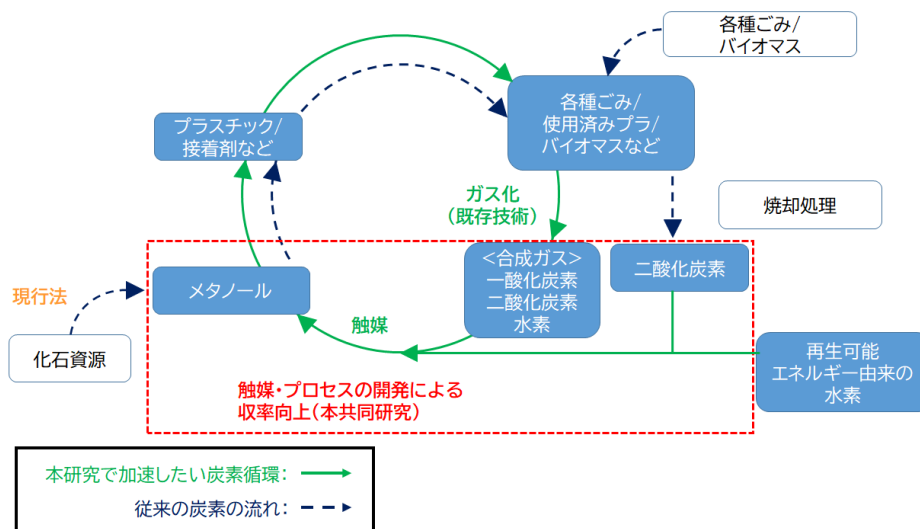 各種ごみ/
バイオマス
各種ごみ/
使用済みプラ/
バイオマスなど
プラスチック/
接着剤など
ガス化
（既存技術）
焼却処理
＜合成ガス＞
一酸化炭素
二酸化炭素
水素
二酸化炭素
メタノール
現行法
触媒
化石資源
再生可能
エネルギー由来の
水素
触媒・プロセスの開発による
収率向上（本共同研究）
本研究で加速したい炭素循環：
従来の炭素の流れ：